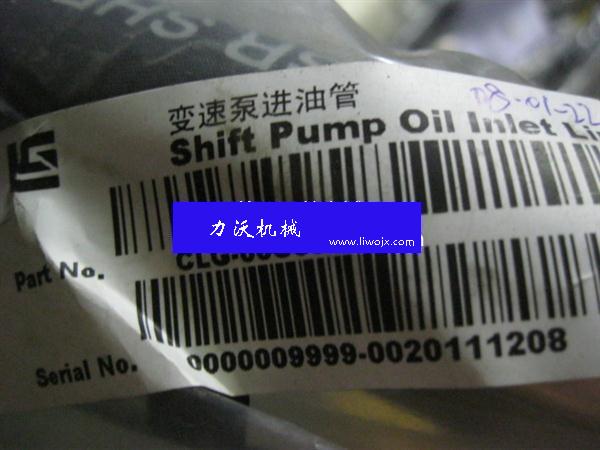 变速泵进油管
08-01-22
Shift Pump Oil Inlet
力沃机械
www.liwojx.com
Part No.
Serial No. 0000009999-0020111208